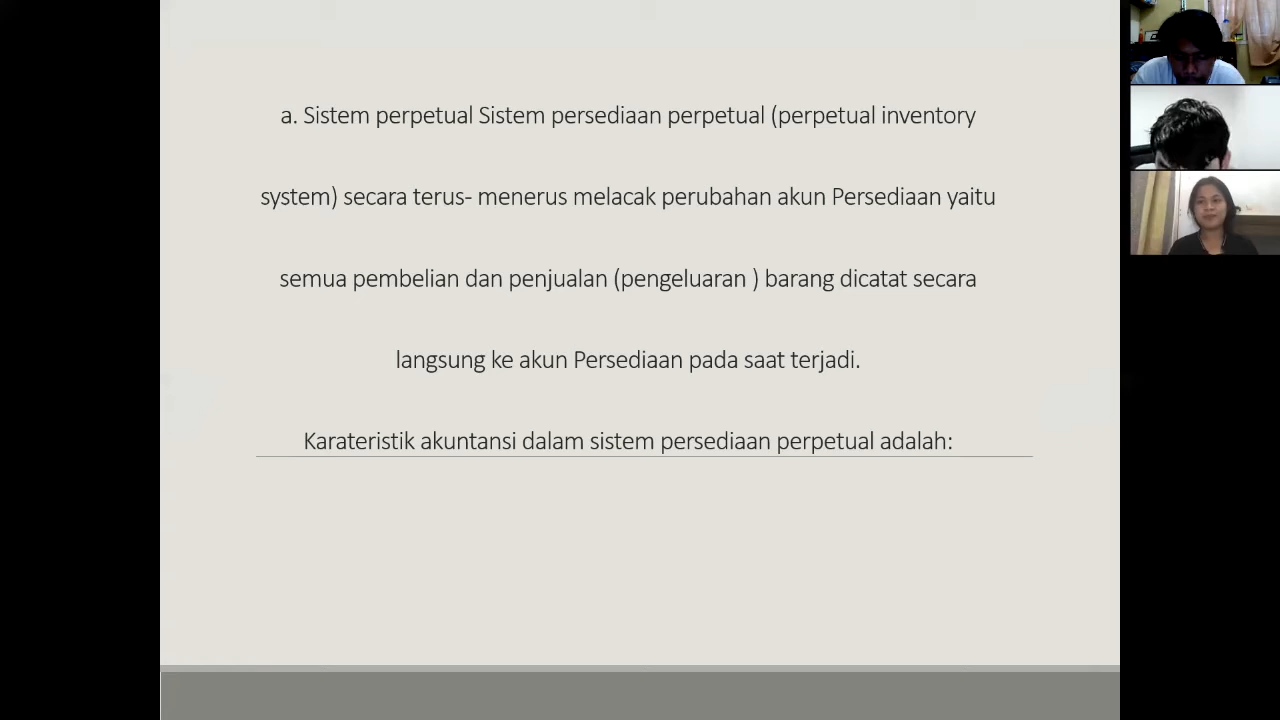 a. Sistem perpetual Sistem persediaan perpetual (perpetual inventory
system) secara terus- menerus melacak perubahan akun Persediaan yaitu
semua pembelian dan penjualan (pengeluaran ) barang dicatat secara
langsung ke akun Persediaan pada saat terjadi.
Karateristik akuntansi dalam sistem persediaan perpetual adalah: